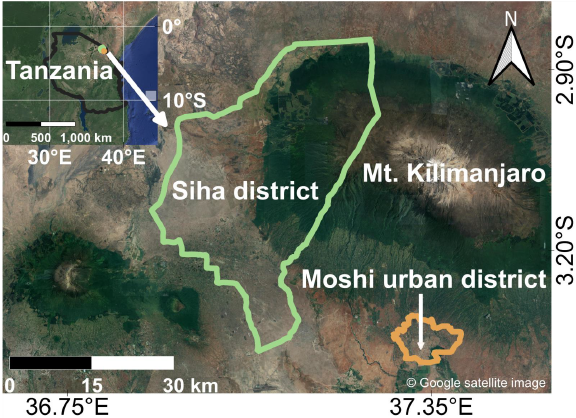 0°
N
Tanzania
2.90°S
10°S
0 500 1,000 km
30°E 40°E
Mt. Kilimanjaro
Siha district
3.20°S
Moshi urban district
0 15 30 km
© Google satellite image
36.75°E 37.35°E